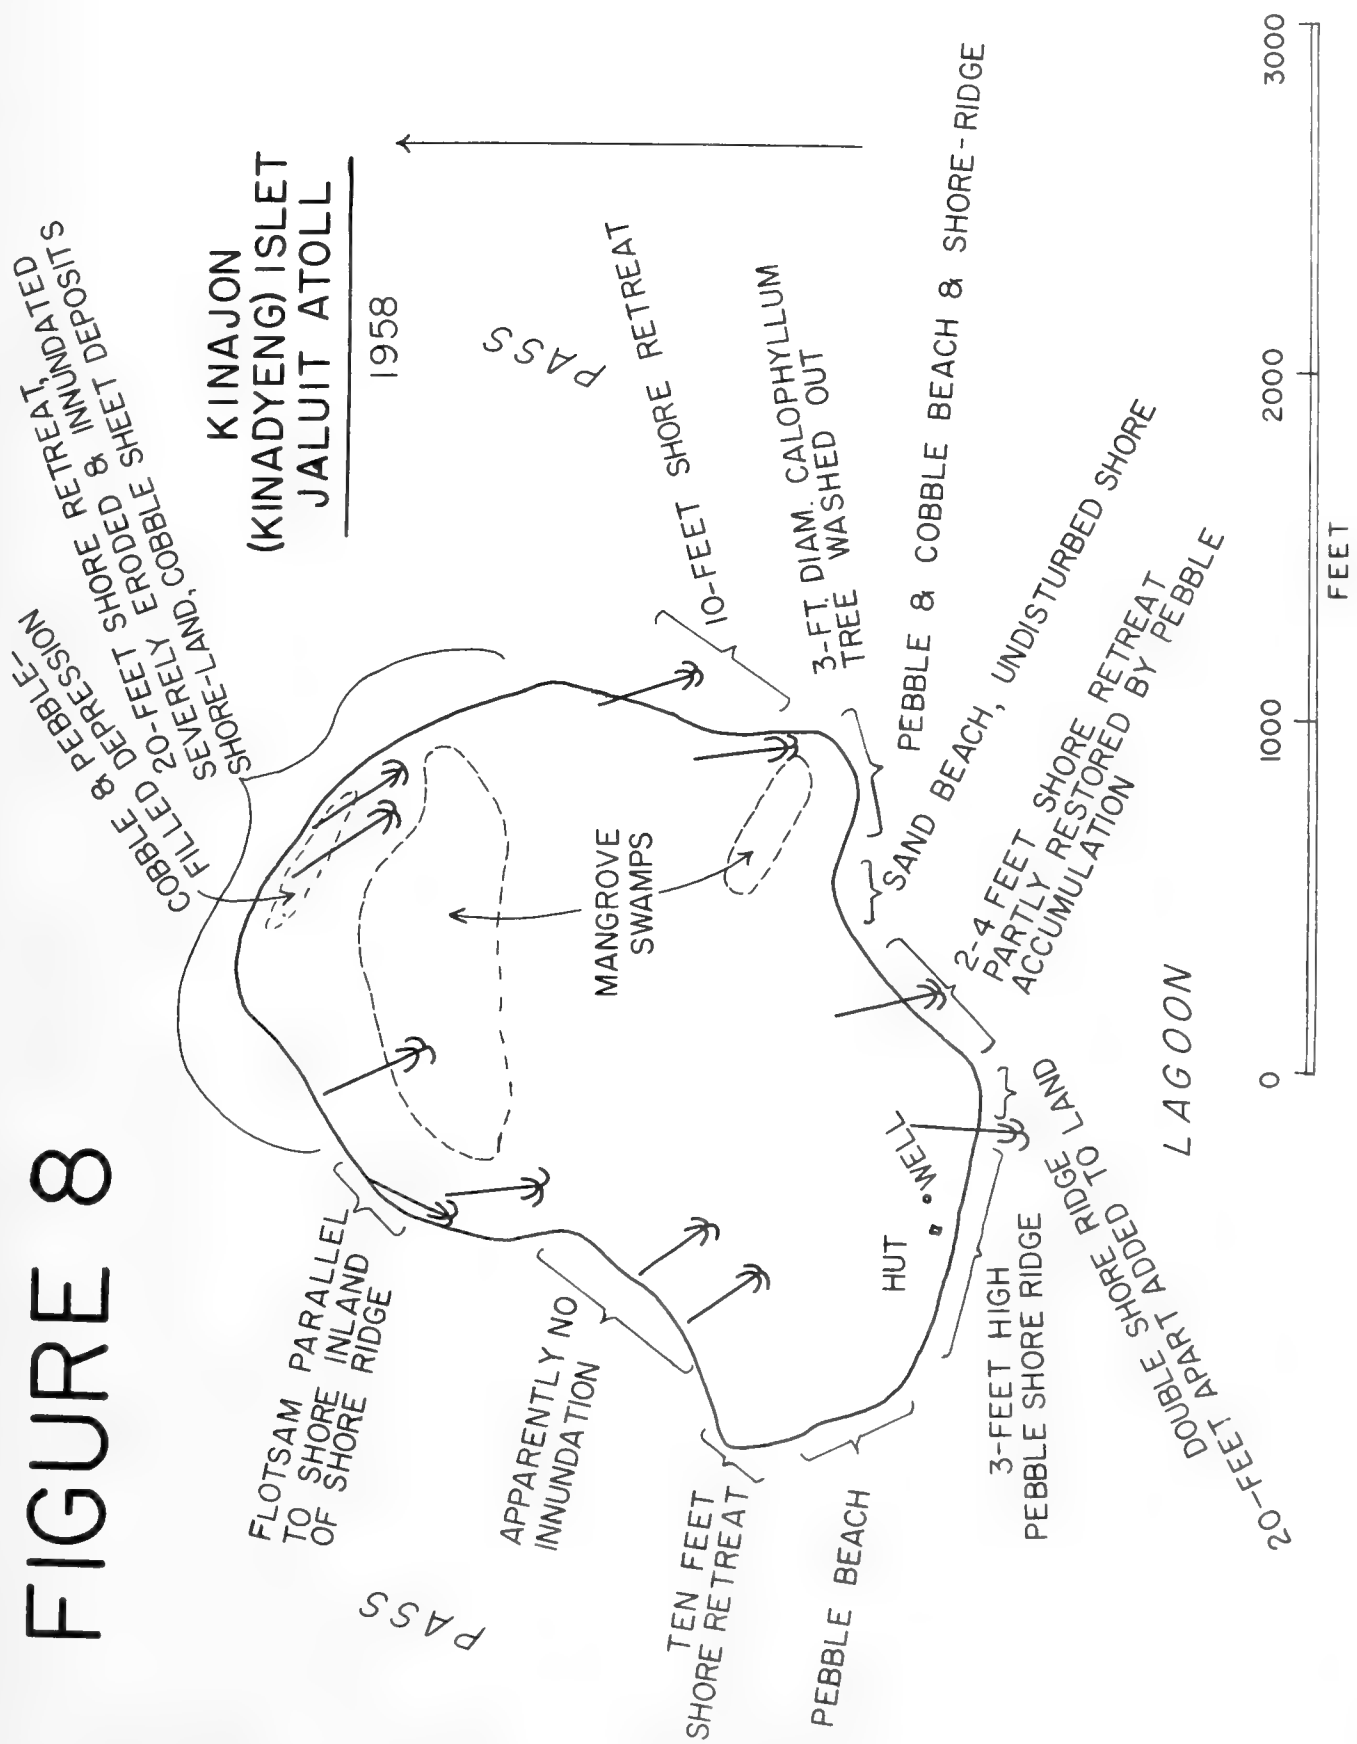 FIGURE 8
KINAJON
(KINADYENG) ISLET
JALUIT ATOLL
1958
COBBLE & PEBBLE-
FILLED DEPRESSION
20-FEET SHORE RETREAT,
SEVERELY ERODED & INNUNDATED
SHORE-LAND, COBBLE SHEET DEPOSITS
FLOTSAM PARALLEL
TO SHORE INLAND
OF SHORE RIDGE
PASS
PASS
APPARENTLY NO
INNUNDATION
MANGROVE
SWAMPS
10-FEET SHORE RETREAT
3-FT. DIAM. CALOPHYLLUM
TREE WASHED OUT
TEN FEET
SHORE RETREAT
PEBBLE BEACH
HUT
WELL
PEBBLE & COBBLE BEACH & SHORE-RIDGE
SAND BEACH, UNDISTURBED SHORE
2-4 FEET SHORE RETREAT
PARTLY RESTORED BY PEBBLE
ACCUMULATION
3-FEET HIGH
PEBBLE SHORE RIDGE
DOUBLE SHORE RIDGE
20-FEET APART ADDED TO LAND
LAGOON
0 1000 2000 3000
FEET